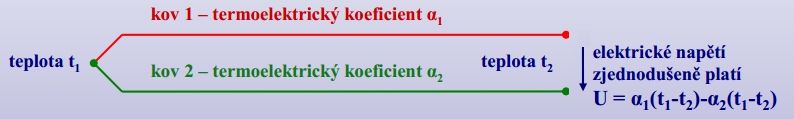 kov 1 – termoelektrický koeficient α₁
teplota t₁
kov 2 – termoelektrický koeficient α₂
teplota t₂
elektrické napětí
zjednodušeně platí
U = α₁(t₁-t₂)-α₂(t₁-t₂)